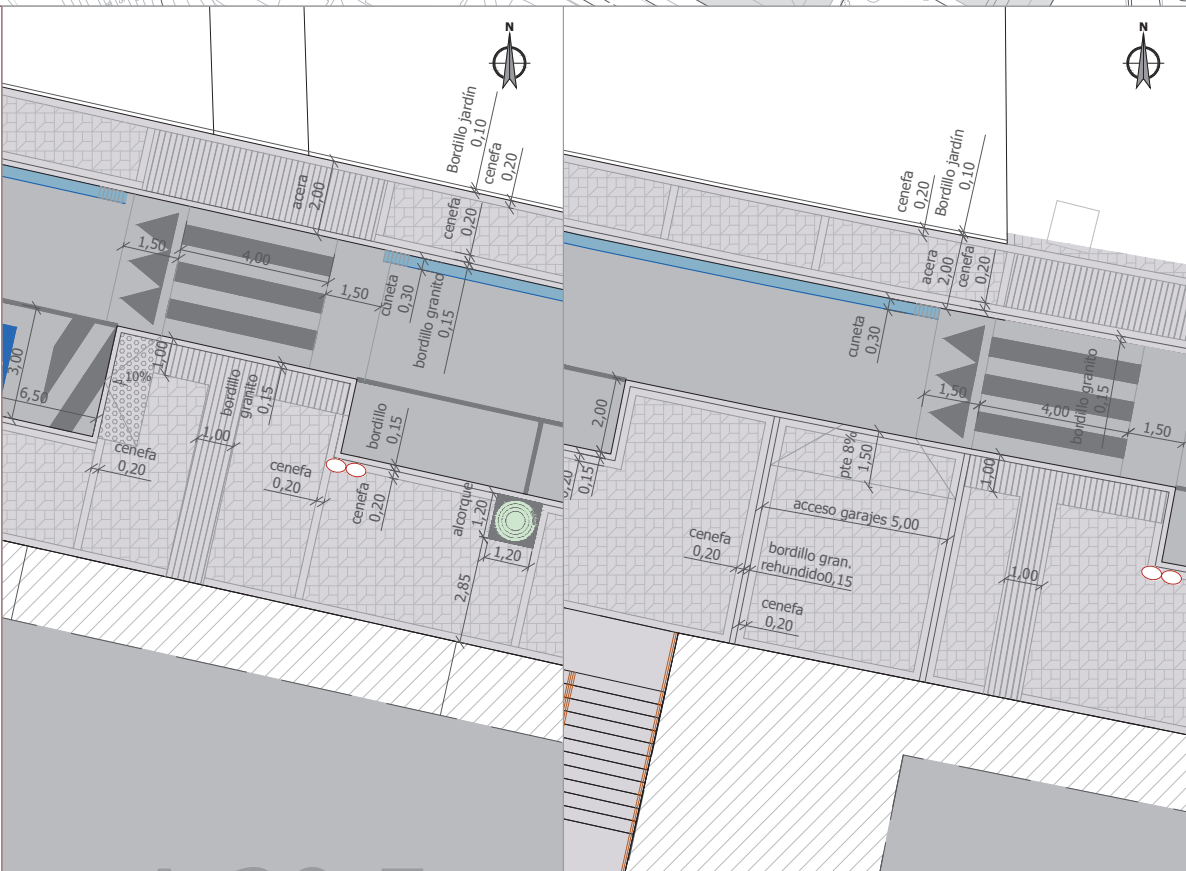 N
Bordillo jardín
0,10
cenefa
0,20
acera
2,00
cenefa
0,20
1,50
4,00
1,50
cuneta
0,30
bordillo granito
0,15
3,00
6,50
10%
1,00
bordillo
granito
0,15
1,00
cenefa
0,20
cenefa
0,20
bordillo
0,15
cenefa
0,20
alcorque
1,20
1,20
2,85
N
cenefa
0,20
Bordillo jardín
0,10
acera
2,00
cenefa
0,20
cuneta
0,30
1,50
4,00
bordillo granito
0,15
1,50
2,00
0,15
pte 8%
1,50
1,00
acceso garajes 5,00
cenefa
0,20
bordillo gran.
rehundido0,15
cenefa
0,20
1,00